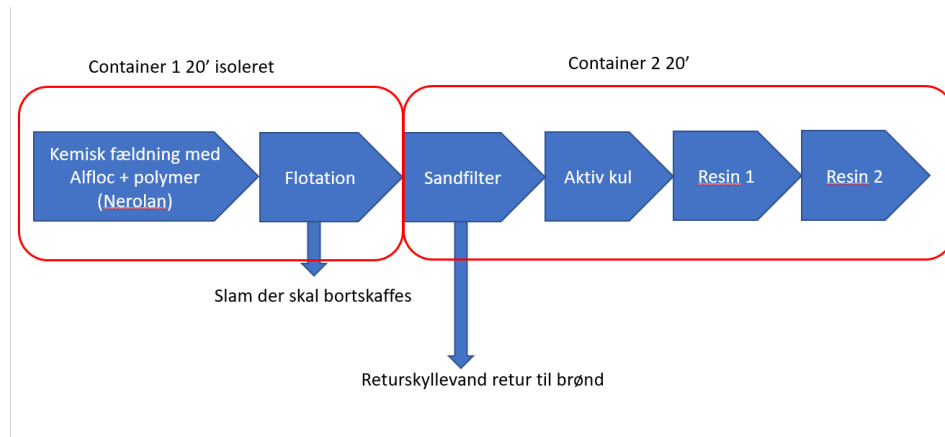 Container 1 20' isoleret
Container 2 20'
Kemisk fældning med
Alfloc + polymer
(Nerolan)
Flotation
Sandfilter
Aktiv kul
Resin 1
Resin 2
Slam der skal bortskaffes
Returskyllevand retur til brønd